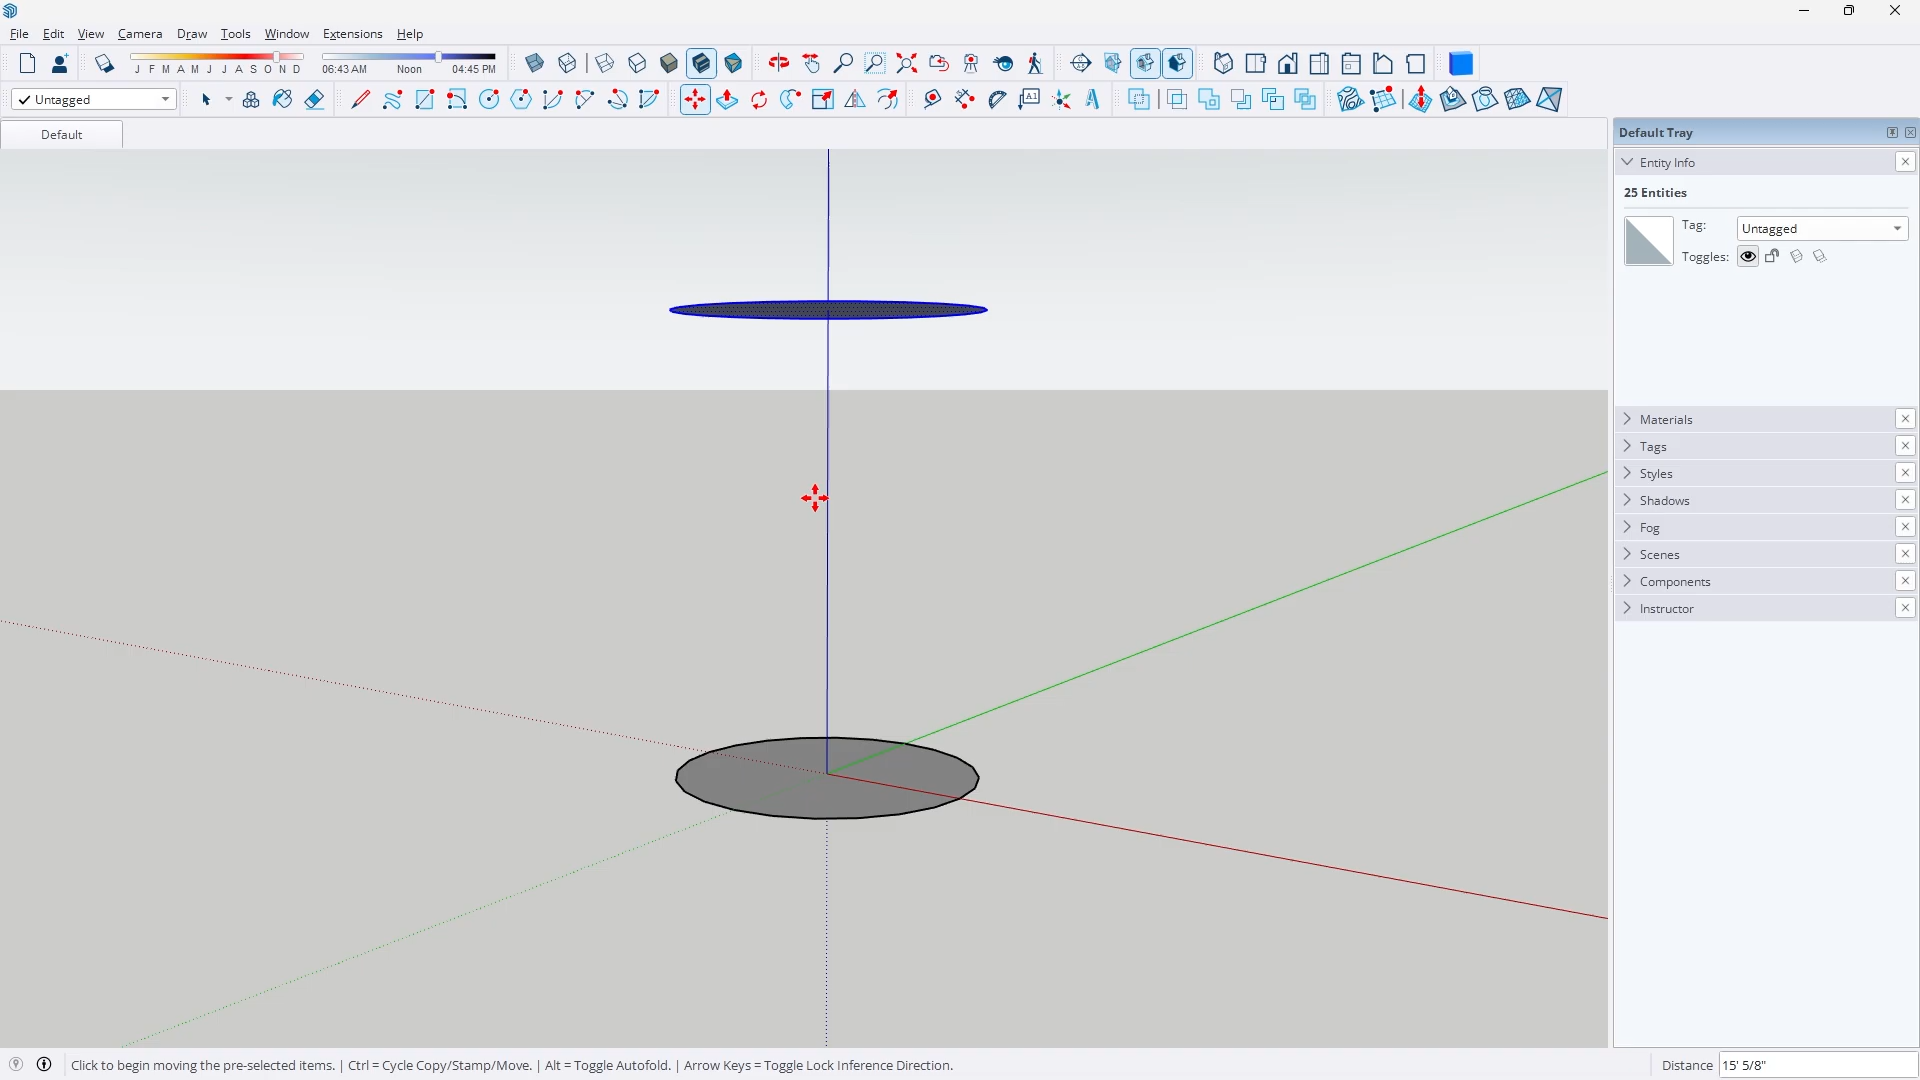 File Edit View Camera Draw Tools Window Extensions Help
J F M A M J J A S O N D 06:43 AM Noon 04:45 PM
Untagged
A1
Default
Default Tray
Entity Info
25 Entities
Tag: Untagged
Toggles:
Materials
Tags
Styles
Shadows
Fog
Scenes
Components
Instructor
Click to begin moving the pre-selected items. | Ctrl = Cycle Copy/Stamp/Move. | Alt = Toggle Autofold. | Arrow Keys = Toggle Lock Inference Direction. Distance 15' 5/8"